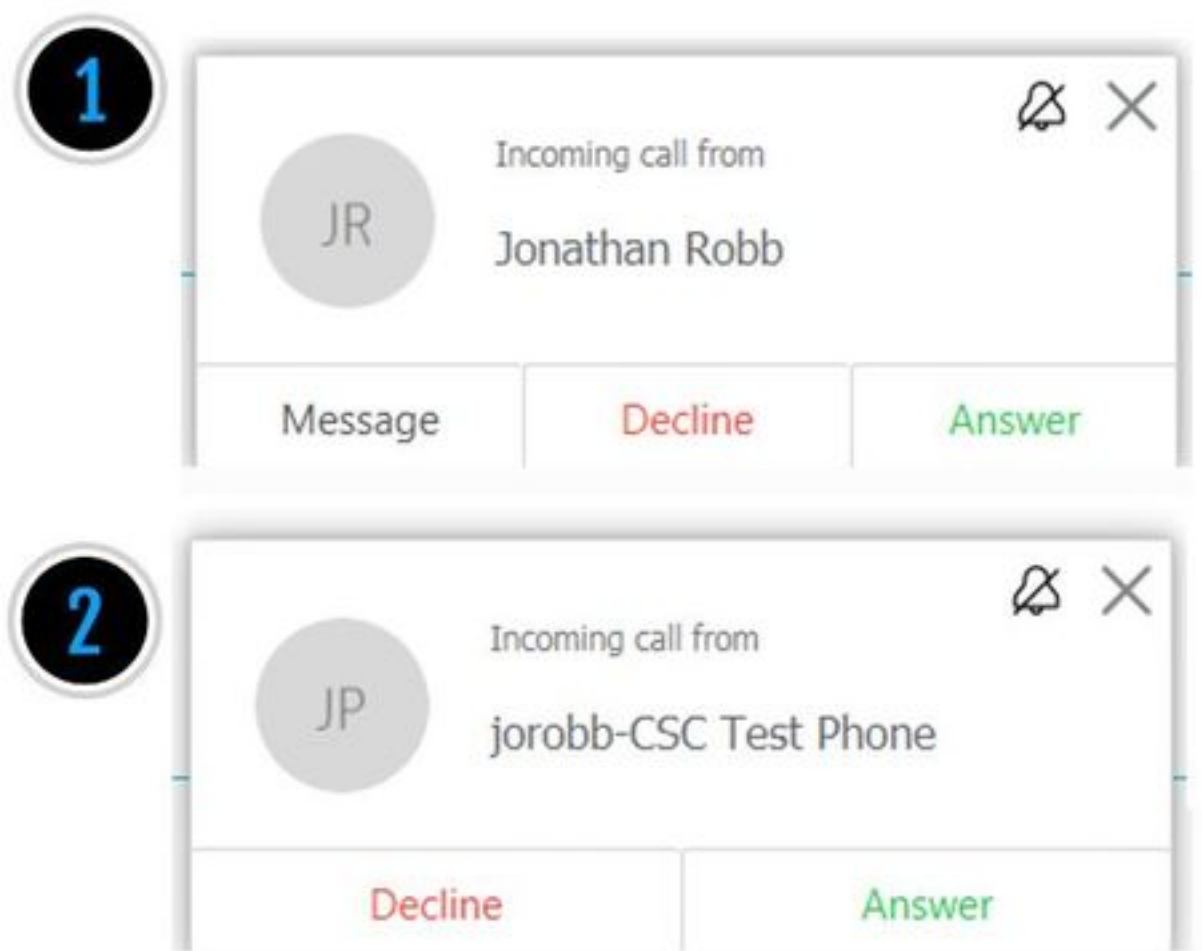 1
Incoming call from
JR
Jonathan Robb
Message Decline Answer
2
Incoming call from
JP
jorobb-CSC Test Phone
Decline Answer